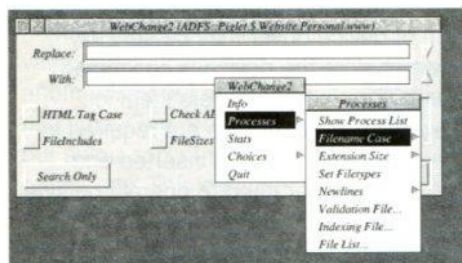 WebChange2 (ADFS::Piglet.$.Website.Personal.www)
Replace:
With:
WebChange2
Info
Processes
Stats
Choices
Quit
Processes
Show Process List
Filename Case
Extension Size
Set Filetypes
Newlines
Validation File...
Indexing File...
File List...
HTML Tag Case
Check
FileIncludes
FileSizes
Search Only